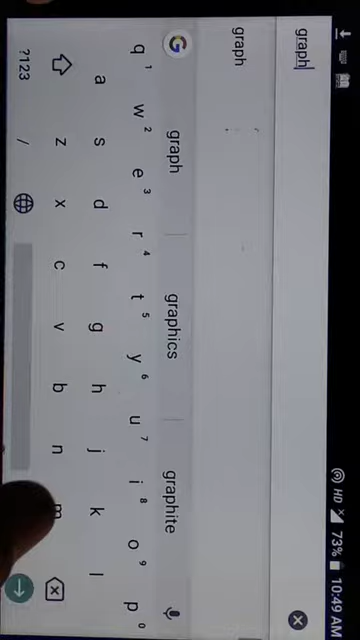 HD 73% 10:49 AM
graph
graph
graph graphics graphite
q 1 w 2 e 3 r 4 t 5 y 6 u 7 i 8 o 9 p 0
a s d f g h j k l
z x c v b n m
?123 /